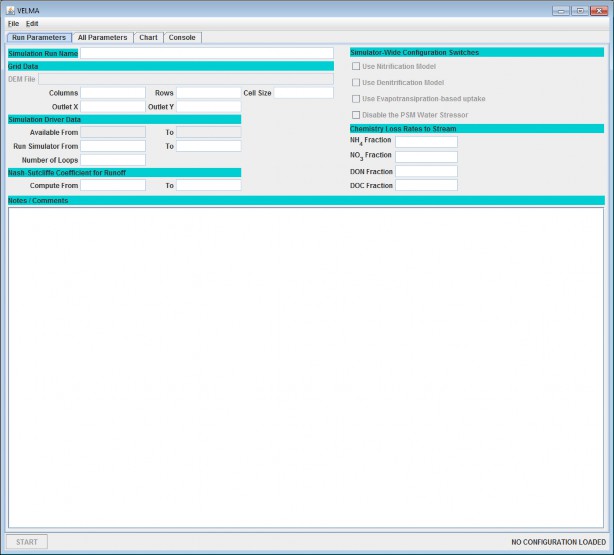 VELMA
File Edit
Run Parameters All Parameters Chart Console
Simulation Run Name
Grid Data
DEM File
Columns Rows Cell Size
Outlet X Outlet Y
Simulation Driver Data
Available From To
Run Simulator From To
Number of Loops
Nash-Sutcliffe Coefficient for Runoff
Compute From To
Simulator-Wide Configuration Switches
Use Nitrification Model
Use Denitrification Model
Use Evapotransipration-based uptake
Disable the PSM Water Stressor
Chemistry Loss Rates to Stream
NH4 Fraction
NO3 Fraction
DON Fraction
DOC Fraction
Notes / Comments
START NO CONFIGURATION LOADED